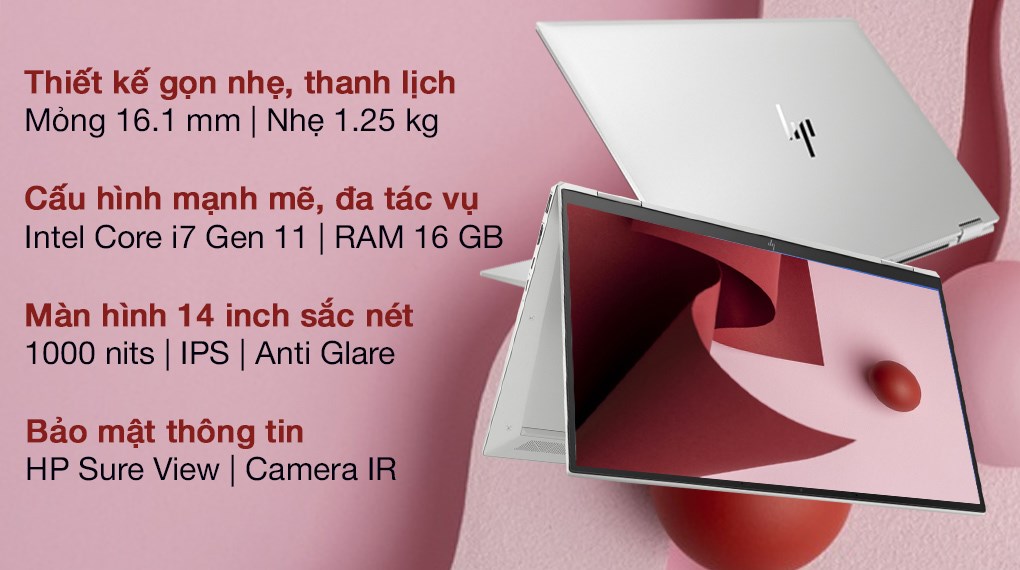 Thiết kế gọn nhẹ, thanh lịch
Mỏng 16.1 mm | Nhẹ 1.25 kg
Cấu hình mạnh mẽ, đa tác vụ
Intel Core i7 Gen 11 | RAM 16 GB
Màn hình 14 inch sắc nét
1000 nits | IPS | Anti Glare
Bảo mật thông tin
HP Sure View | Camera IR
hp
hp